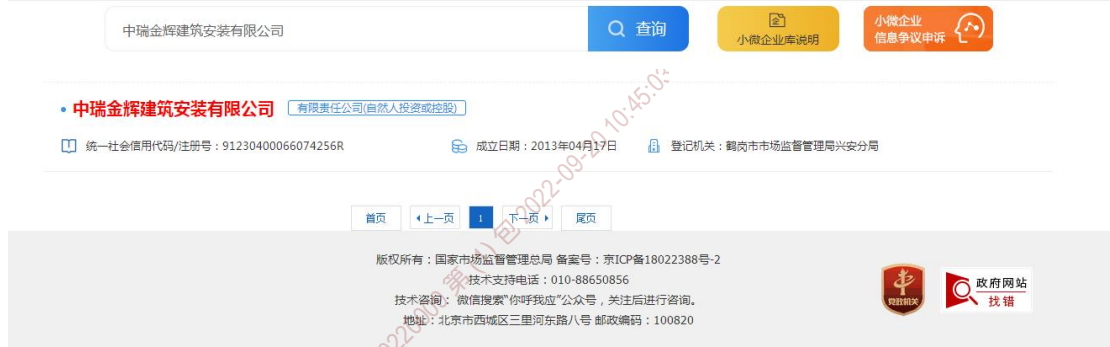 中瑞金辉建筑安装有限公司
查询
小微企业库说明
小微企业
信息争议申诉
中瑞金辉建筑安装有限公司 有限责任公司(自然人投资或控股)
统一社会信用代码/注册号：91230400066074256R 成立日期：2013年04月17日 登记机关：鹤岗市市场监督管理局兴安分局
首页 上一页 1 下一页 尾页
版权所有：国家市场监督管理总局 备案号：京ICP备18022388号-2
技术支持电话：010-88650856
技术咨询：微信搜索“你呼我应”公众号，关注后进行咨询。
地址：北京市西城区三里河东路八号 邮政编码：100820
党政机关
政府网站
找错
第(1)包 2022-09-20 10:45:03